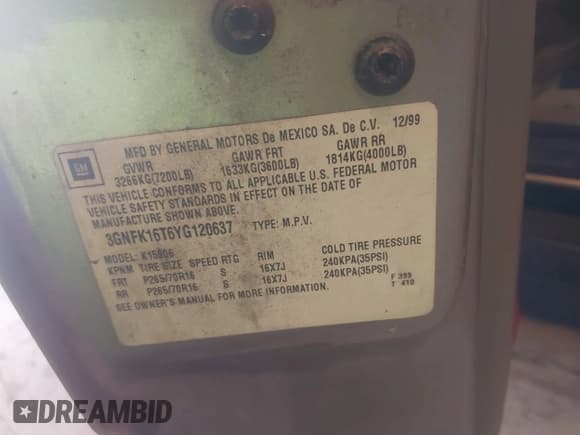 MFD BY GENERAL MOTORS De MEXICO SA. De C.V. 12/99
GM
GVWR GAWR FRT GAWR RR
3266KG(7200LB) 1633KG(3600LB) 1814KG(4000LB)
THIS VEHICLE CONFORMS TO ALL APPLICABLE U.S. FEDERAL MOTOR
VEHICLE SAFETY STANDARDS IN EFFECT ON THE DATE OF
MANUFACTURE SHOWN ABOVE.
3GNFK16T6YG120637 TYPE: M.P.V.
MODEL: K15906
KPNM TIRE SIZE SPEED RTG RIM COLD TIRE PRESSURE
FRT P265/70R16 S 16X7J 240KPA(35PSI)
RR P265/70R16 S 16X7J 240KPA(35PSI)
SEE OWNER'S MANUAL FOR MORE INFORMATION.
F 395
T 410
DREAMBID